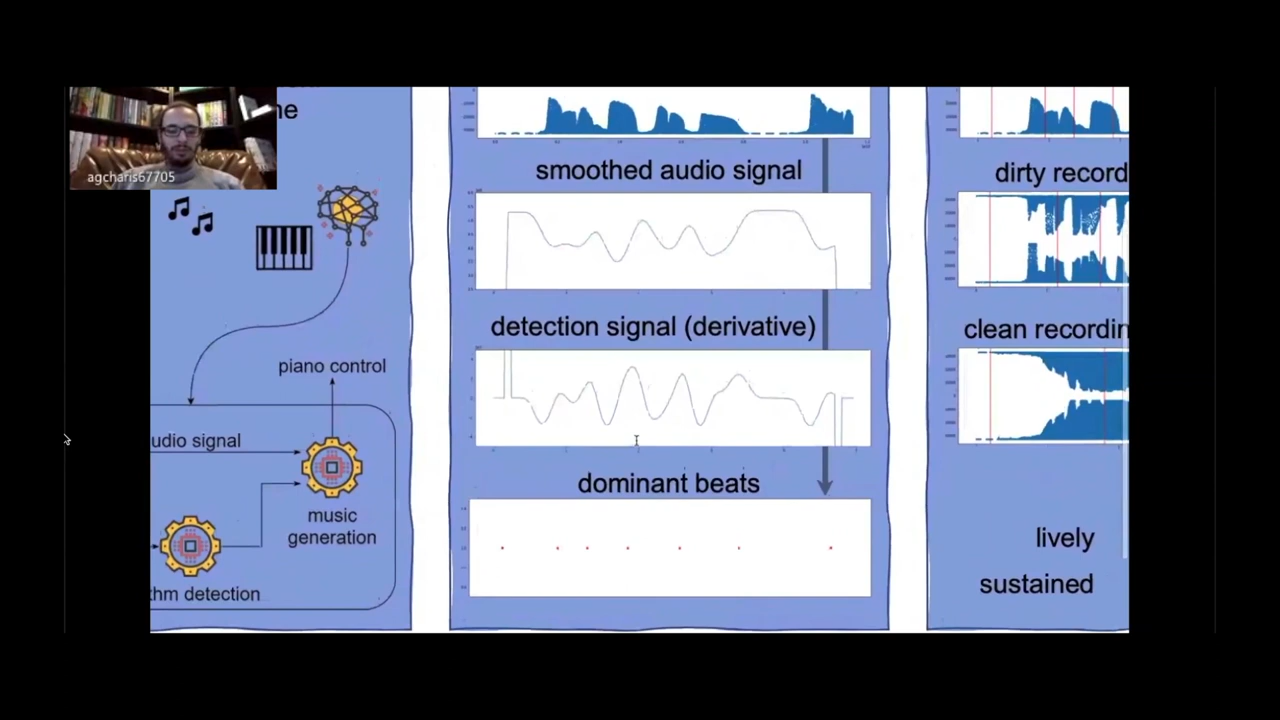 ne
agcharis67705
piano control
udio signal
music
generation
thm detection
smoothed audio signal
detection signal (derivative)
dominant beats
dirty record
clean recordin
lively
sustained